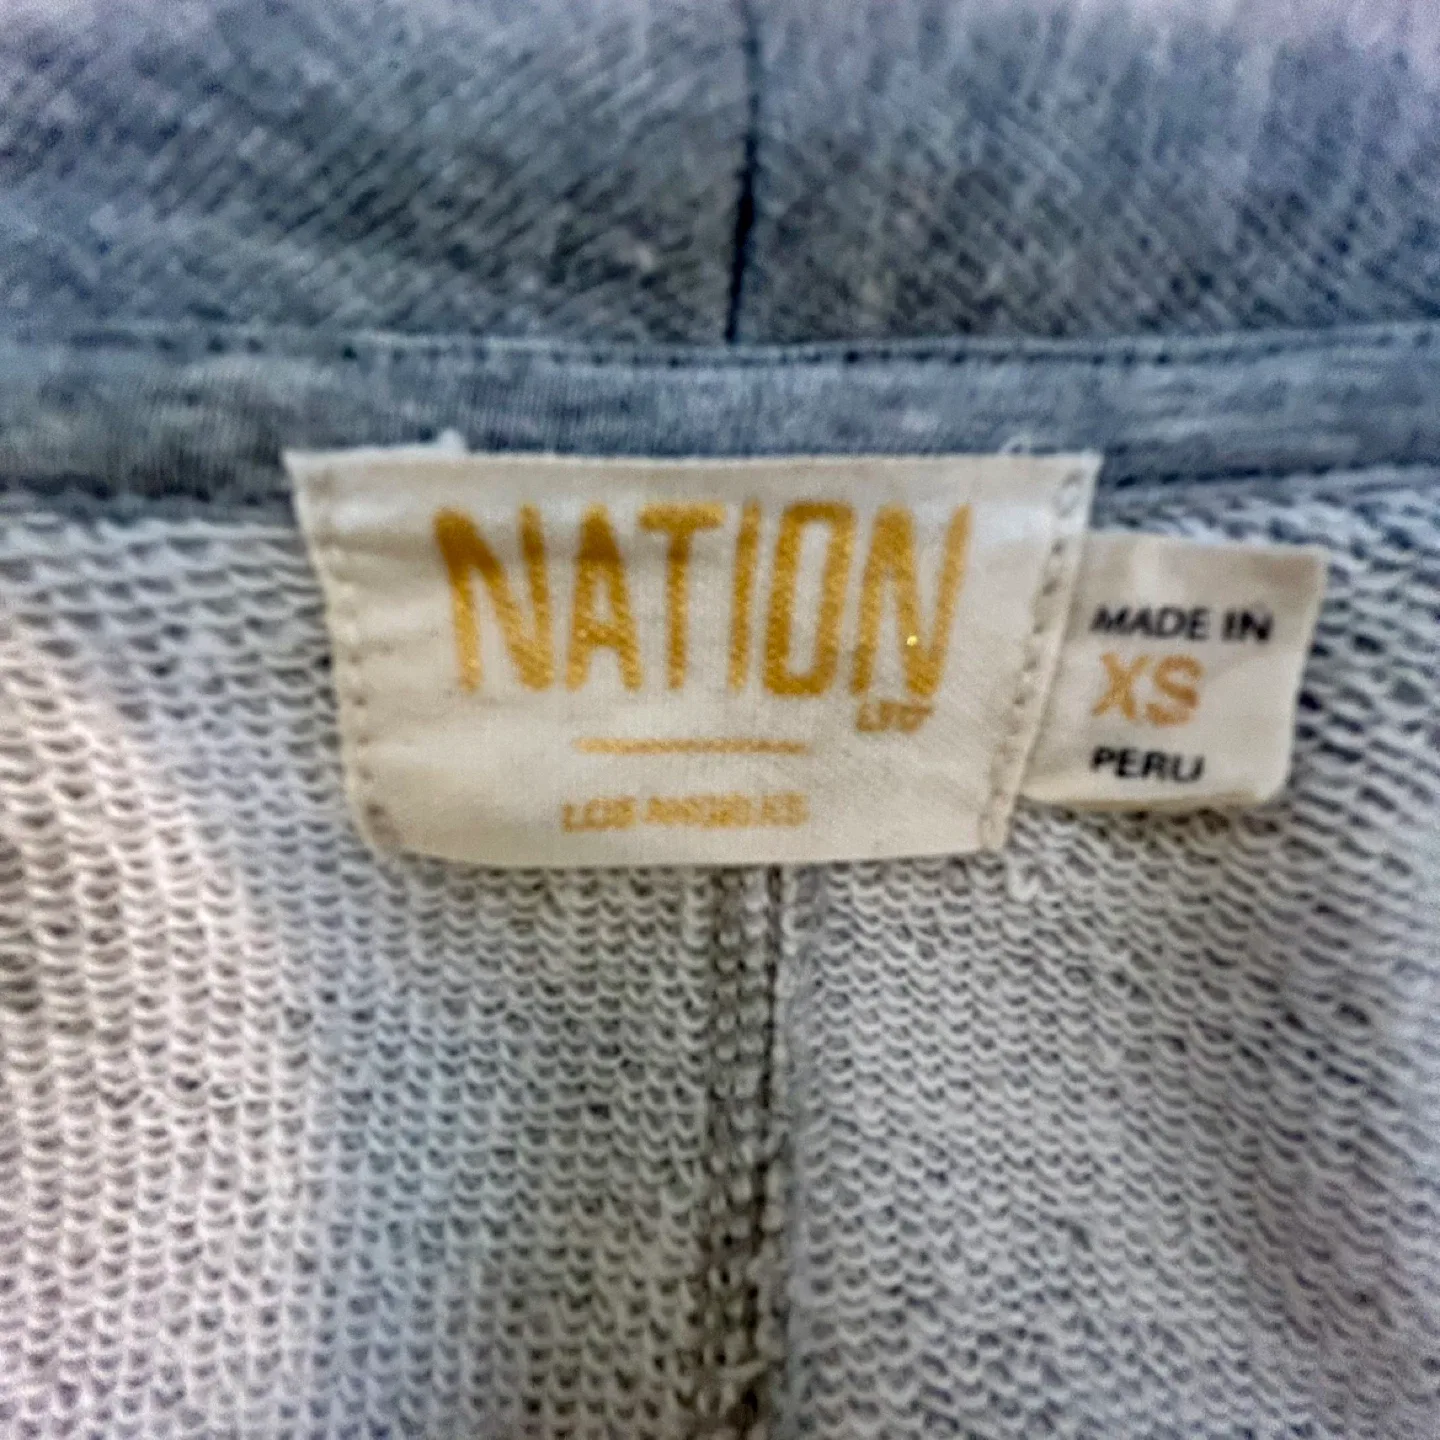 NATION
LTD
LOS ANGELES
MADE IN
XS
PERU